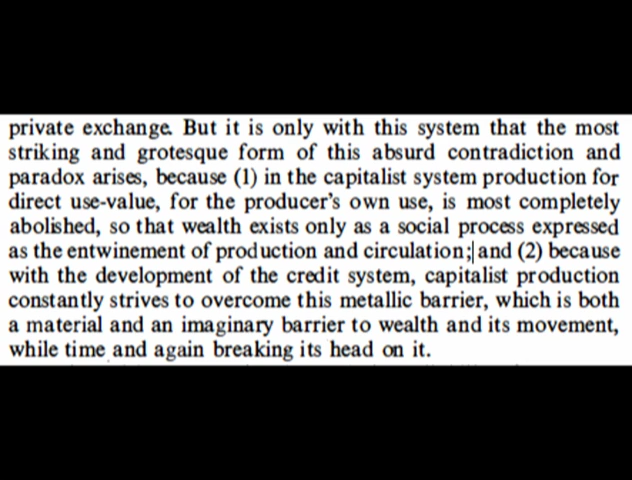 private exchange. But it is only with this system that the most
striking and grotesque form of this absurd contradiction and
paradox arises, because (1) in the capitalist system production for
direct use-value, for the producer's own use, is most completely
abolished, so that wealth exists only as a social process expressed
as the entwinement of production and circulation; and (2) because
with the development of the credit system, capitalist production
constantly strives to overcome this metallic barrier, which is both
a material and an imaginary barrier to wealth and its movement,
while time and again breaking its head on it.